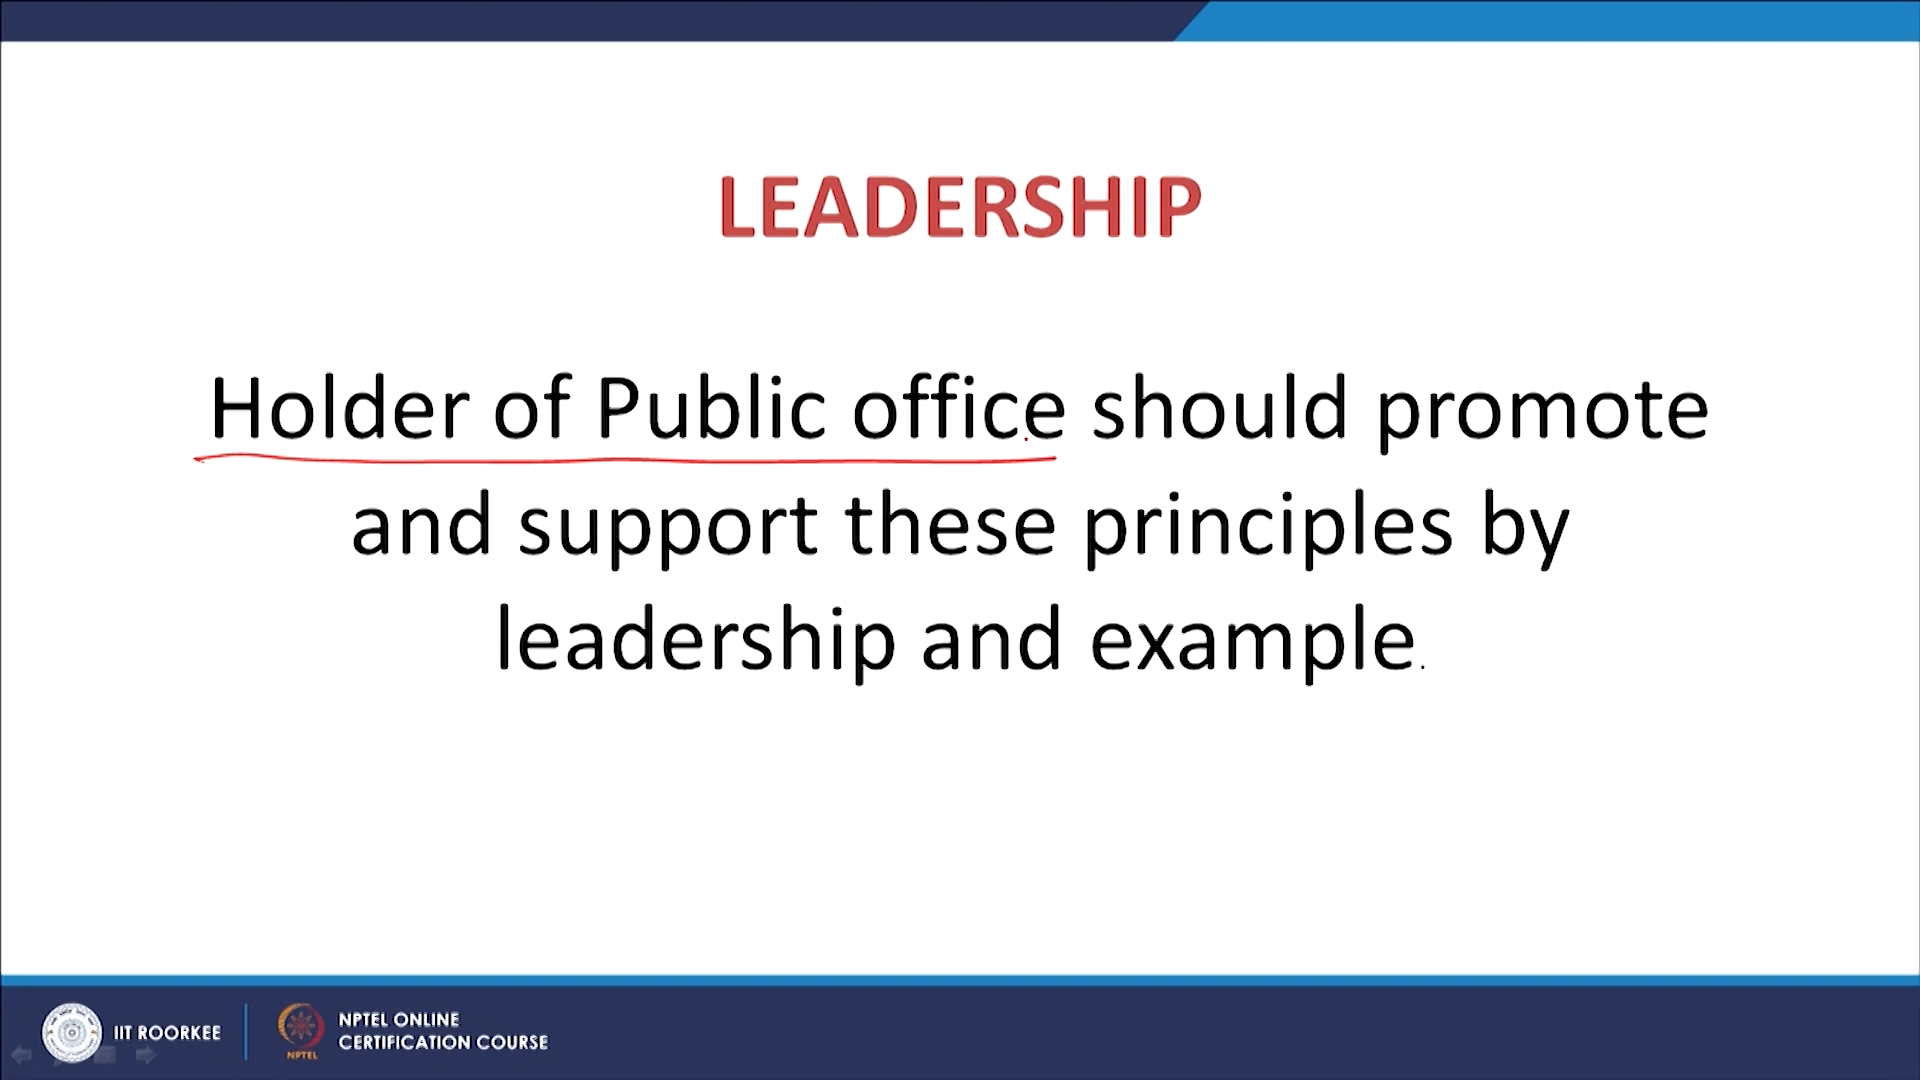 LEADERSHIP
Holder of Public office should promote
and support these principles by
leadership and example.
IIT ROORKEE
NPTEL
NPTEL ONLINE
CERTIFICATION COURSE